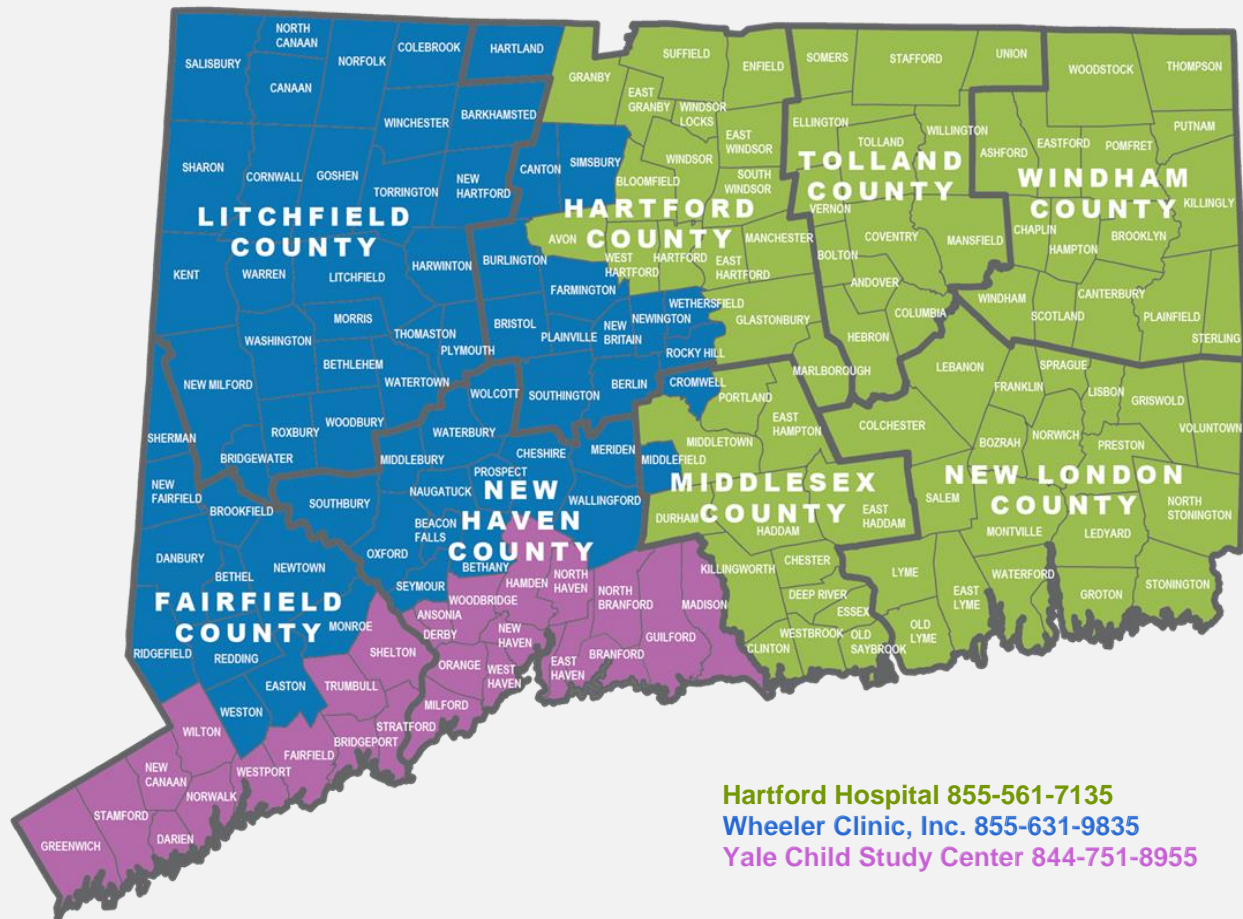 NORTH
CANAAN
COLEBROOK
HARTLAND
SALISBURY
NORFOLK
CANAAN
SUFFIELD
ENFIELD
SOMERS
STAFFORD
UNION
WOODSTOCK
THOMPSON
GRANBY
EAST
GRANBY
WINDSOR
LOCKS
BARKHAMSTED
WINCHESTER
EAST
WINDSOR
ELLINGTON
TOLLAND
WILLINGTON
PUTNAM
SHARON
CORNWALL
GOSHEN
TORRINGTON
NEW
HARTFORD
CANTON
SIMSBURY
BLOOMFIELD
WINDSOR
SOUTH
WINDSOR
TOLLAND
COUNTY
ASHFORD
EASTFORD
POMFRET
WINDHAM
COUNTY
KILLINGLY
LITCHFIELD
COUNTY
HARTFORD
COUNTY
VERNON
AVON
WEST
HARTFORD
HARTFORD
EAST
HARTFORD
MANCHESTER
BOLTON
COVENTRY
MANSFIELD
CHAPLIN
HAMPTON
BROOKLYN
KENT
WARREN
LITCHFIELD
HARWINTON
BURLINGTON
FARMINGTON
ANDOVER
COLUMBIA
WINDHAM
SCOTLAND
CANTERBURY
PLAINFIELD
STERLING
WASHINGTON
MORRIS
THOMASTON
PLYMOUTH
BRISTOL
PLAINVILLE
NEW
BRITAIN
NEWINGTON
WETHERSFIELD
GLASTONBURY
ROCKY HILL
HEBRON
MARLBOROUGH
LEBANON
FRANKLIN
SPRAGUE
LISBON
GRISWOLD
VOLUNTOWN
NEW MILFORD
BETHLEHEM
WATERTOWN
WOLCOTT
SOUTHINGTON
BERLIN
CROMWELL
PORTLAND
EAST
HAMPTON
COLCHESTER
BOZRAH
NORWICH
PRESTON
SHERMAN
BRIDGEWATER
ROXBURY
WOODBURY
WATERBURY
MIDDLEBURY
CHESHIRE
MERIDEN
MIDDLEFIELD
MIDDLETOWN
NEW
FAIRFIELD
BROOKFIELD
SOUTHBURY
NAUGATUCK
PROSPECT
NEW
HAVEN
COUNTY
WALLINGFORD
MIDDLESEX
COUNTY
DURHAM
HADDAM
EAST
HADDAM
SALEM
NEW LONDON
COUNTY
MONTVILLE
LEDYARD
NORTH
STONINGTON
DANBURY
BETHEL
NEWTOWN
OXFORD
BEACON
FALLS
SEYMOUR
BETHANY
WOODBRIDGE
HAMDEN
NORTH
HAVEN
NORTH
BRANFORD
MADISON
KILLINGWORTH
CHESTER
DEEP RIVER
ESSEX
LYME
EAST
LYME
WATERFORD
GROTON
STONINGTON
FAIRFIELD
COUNTY
MONROE
ANSONIA
DERBY
SHELTON
ORANGE
NEW
HAVEN
WEST
HAVEN
EAST
HAVEN
BRANFORD
GUILFORD
CLINTON
WESTBROOK
OLD
SAYBROOK
OLD
LYME
RIDGEFIELD
REDDING
EASTON
WESTON
TRUMBULL
STRATFORD
MILFORD
WILTON
NEW
CANAAN
NORWALK
WESTPORT
FAIRFIELD
BRIDGEPORT
GREENWICH
STAMFORD
DARIEN
Hartford Hospital 855-561-7135
Wheeler Clinic, Inc. 855-631-9835
Yale Child Study Center 844-751-8955